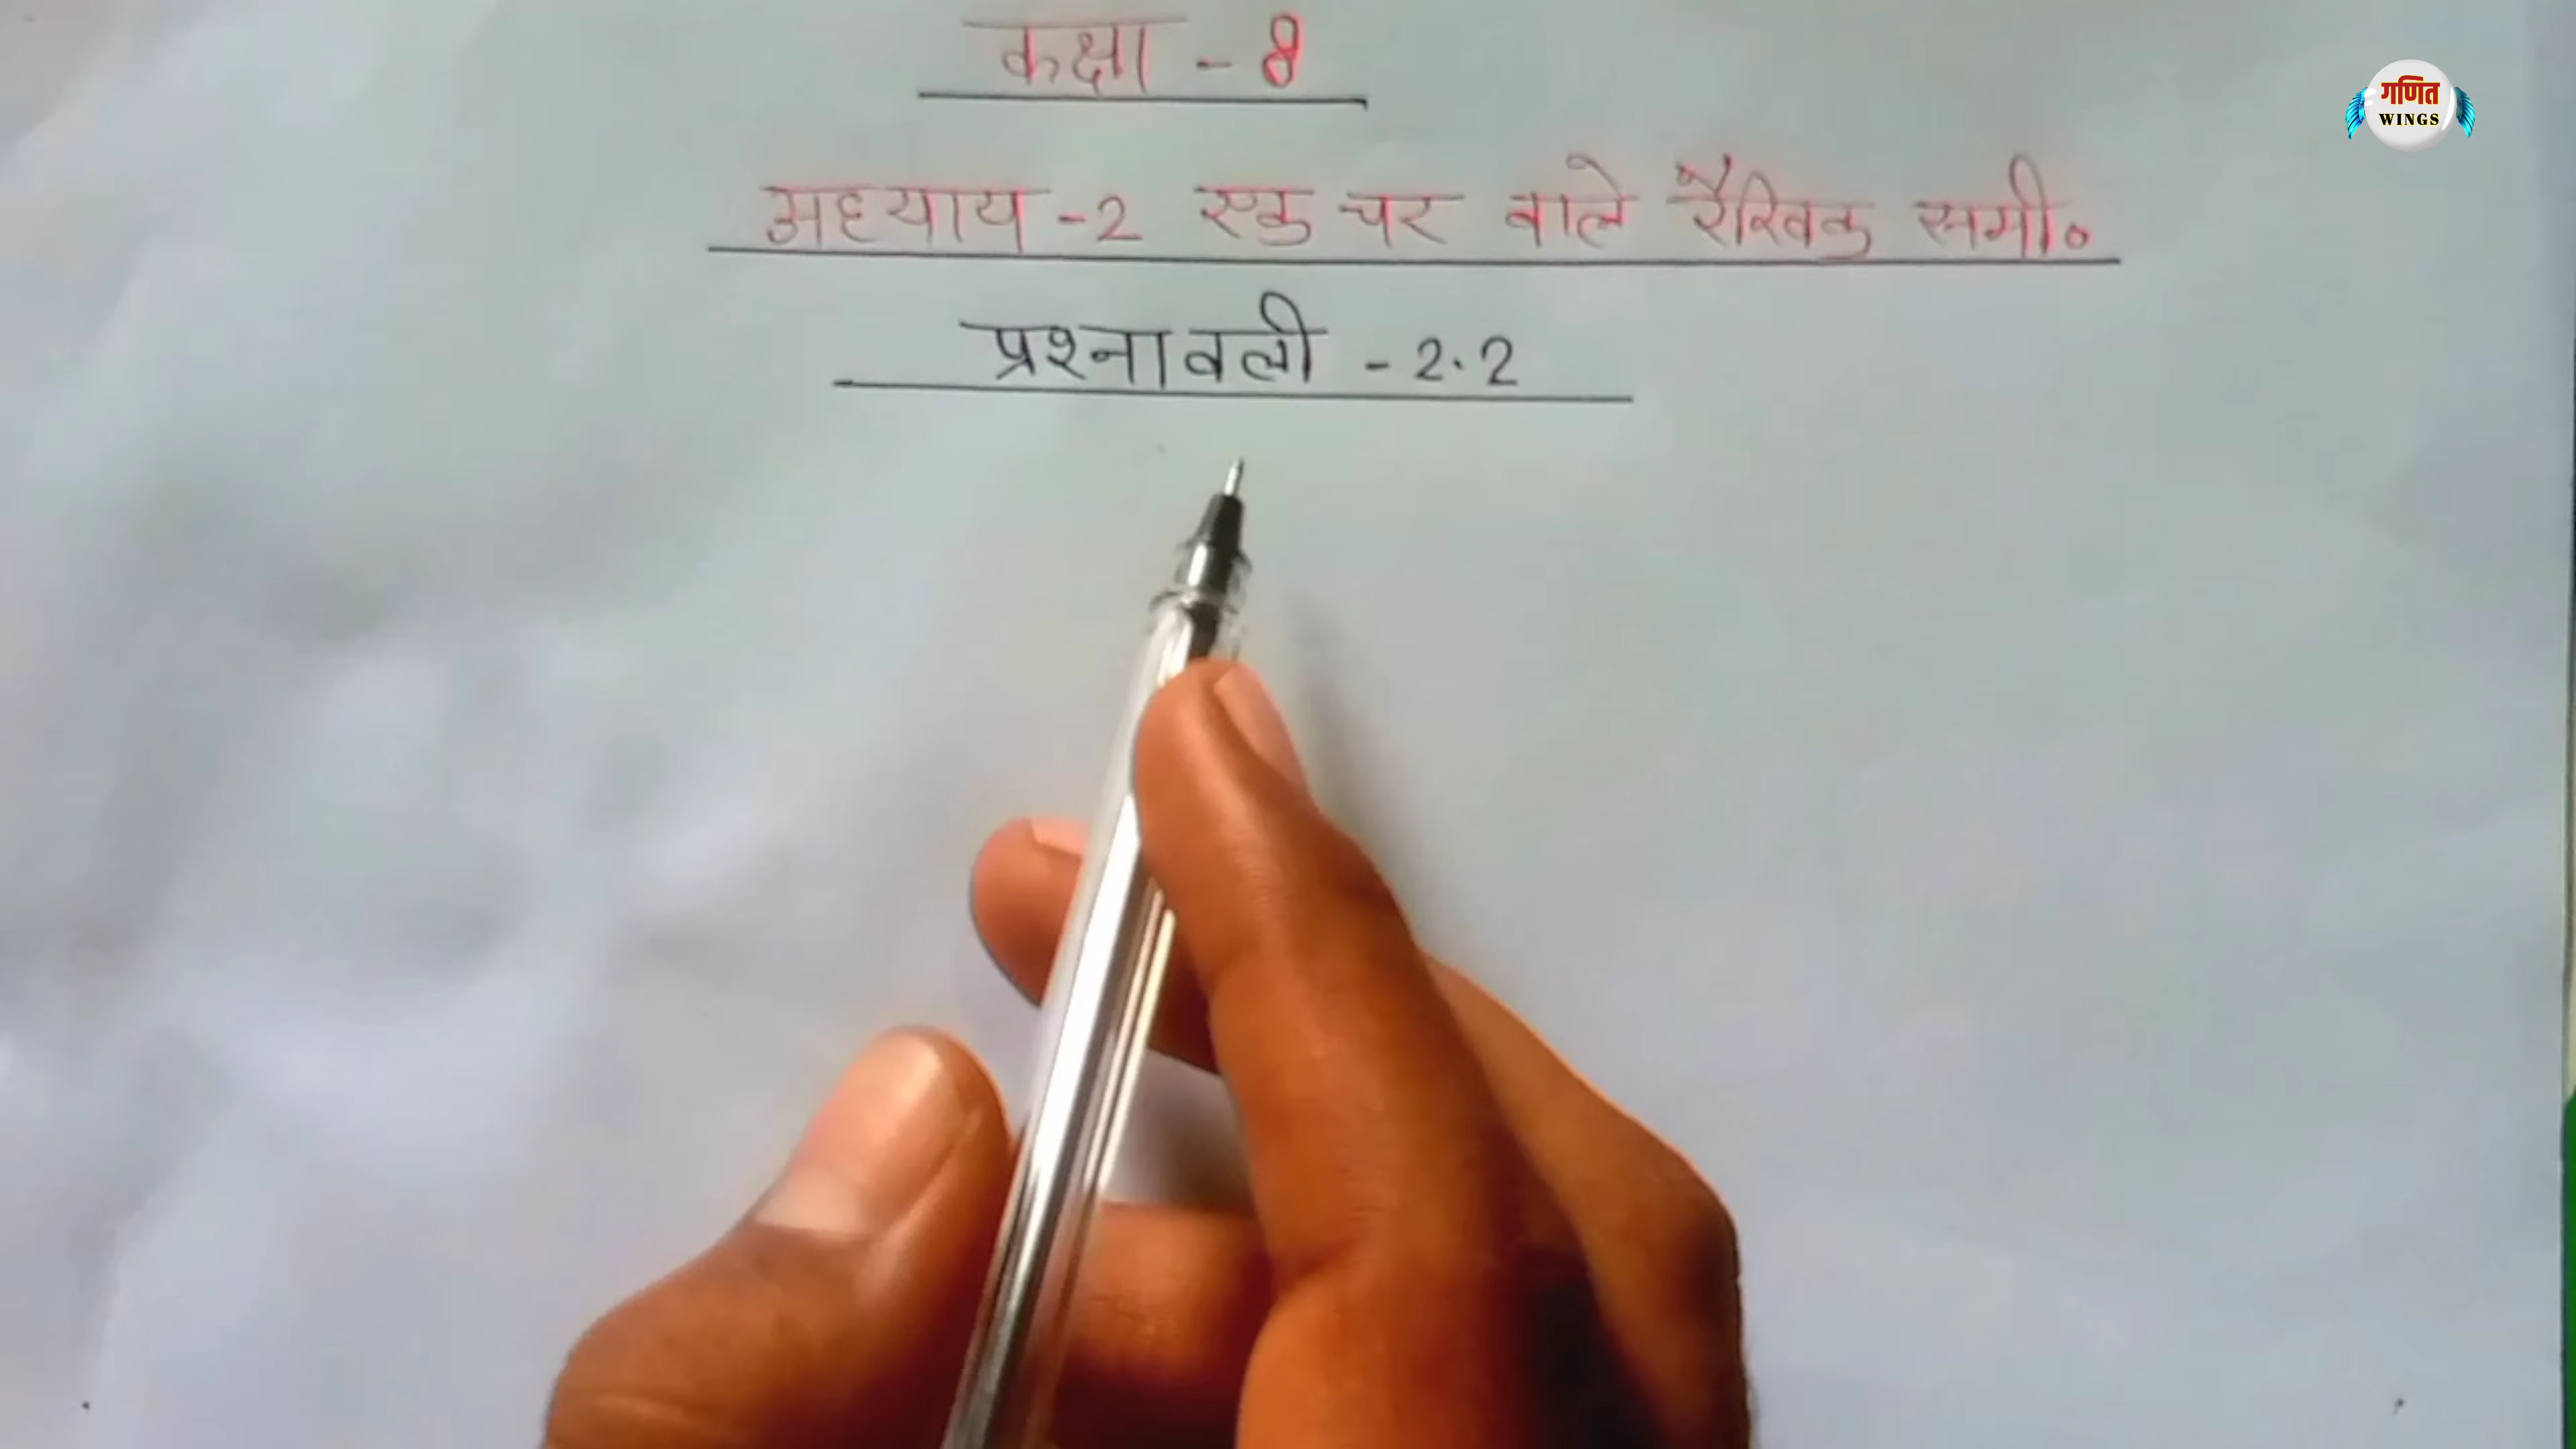 कक्षा - 8
गणित
WINGS
अध्याय -2 एक चर वाले रैखिक समी०
प्रश्नावली - 2.2